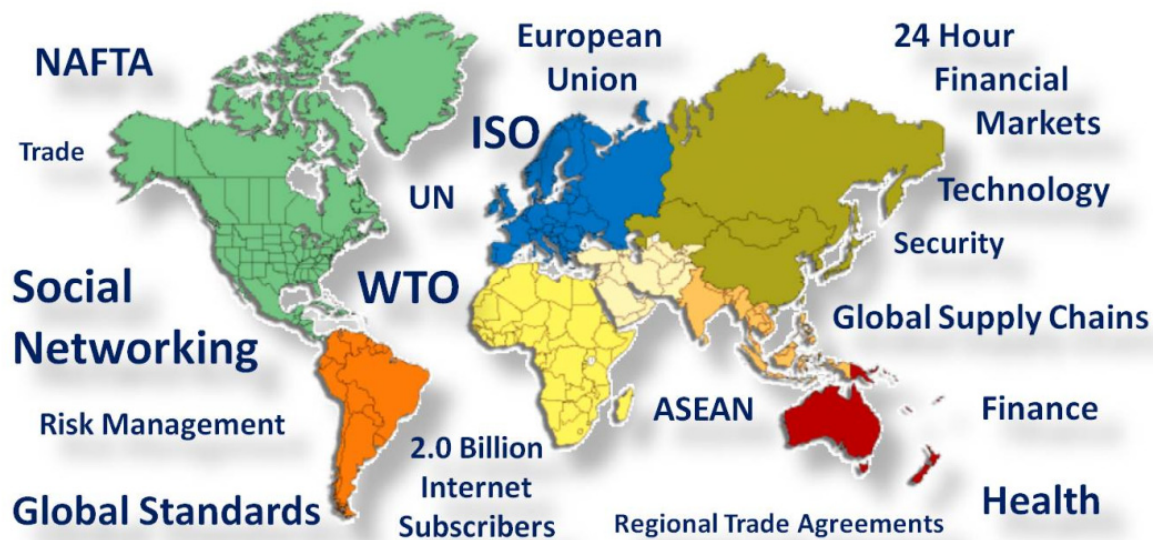 NAFTA
European
Union
24 Hour
Financial
Markets
ISO
Trade
UN
Technology
Security
Social
Networking
WTO
Global Supply Chains
Risk Management
ASEAN
Finance
2.0 Billion
Internet
Subscribers
Global Standards
Regional Trade Agreements
Health